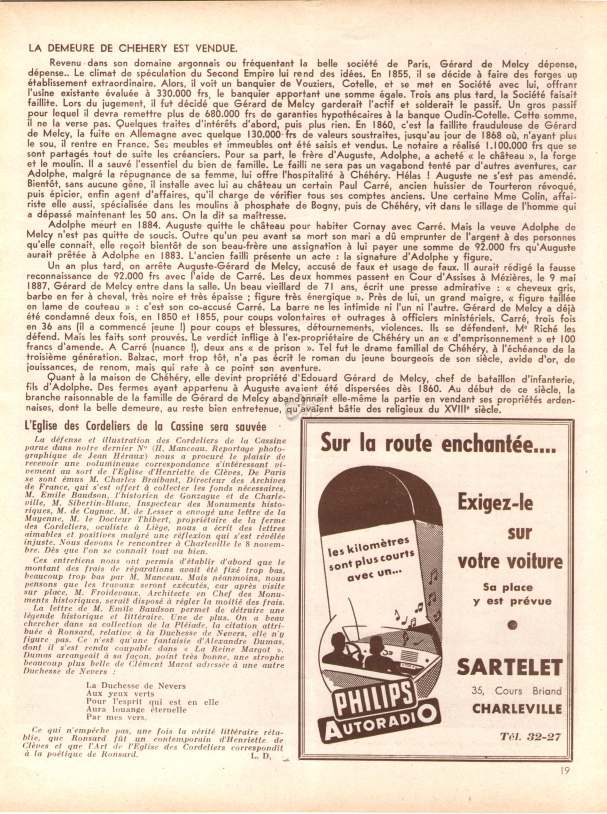 LA DEMEURE DE CHEHERY EST VENDUE.
Revenu dans son domaine argonnais ou fréquentant la belle société de Paris, Gérard de Melcy dépense,
dépense.. Le climat de spéculation du Second Empire lui rend des idées. En 1855, il se décide à faire des forges un
établissement extraordinaire. Alors, il voit un banquier de Vouziers, Cotelle, et se met en Société avec lui, offrant
l'usine existante évaluée à 330.000 frs, le banquier apportant une somme égale. Trois ans plus tard, la Société faisait
faillite. Lors du jugement, il fut décidé que Gérard de Melcy garderait l'actif et solderait le passif. Un gros passif
pour lequel il devra remettre plus de 680.000 frs de garanties hypothécaires à la banque Oudin-Cotelle. Cette somme,
il ne la verse pas. Quelques traites d'intérêts d'abord, puis plus rien. En 1860, c'est la faillite frauduleuse de Gérard
de Melcy, la fuite en Allemagne avec quelque 130.000 frs de valeurs soustraites, jusqu'au jour de 1868 où, n'ayant plus
le sou, il rentre en France. Ses meubles et immeubles ont été saisis et vendus. Le notaire a réalisé 1.100.000 frs que se
sont partagés tout de suite les créanciers. Pour sa part, le frère d'Auguste, Adolphe, a acheté « le château », la forge
et le moulin. Il a sauvé l'essentiel du bien de famille. Le failli ne sera pas un vagabond tenté par d'autres aventures, car
Adolphe, malgré la répugnance de sa femme, lui offre l'hospitalité à Chéhéry. Hélas ! Auguste ne s'est pas amendé.
Bientôt, sans aucune gêne, il installe avec lui au château un certain Paul Carré, ancien huissier de Tourteron révoqué,
puis épicier, enfin agent d'affaires, qu'il charge de vérifier tous ses comptes anciens. Une certaine Mme Colin, affai-
riste elle aussi, spécialisée dans les moulins à phosphate de Bogny, puis de Chéhéry, vit dans le sillage de l'homme qui
a dépassé maintenant les 50 ans. On la dit sa maîtresse.
Adolphe meurt en 1884. Auguste quitte le château pour habiter Cornay avec Carré. Mais la veuve Adolphe de
Melcy n'est pas quitte de soucis. Outre qu'un peu avant sa mort son mari a dû emprunter de l'argent à des personnes
qu'elle connaît, elle reçoit bientôt de son beau-frère une assignation à lui payer une somme de 92.000 frs qu'Auguste
aurait prêtée à Adolphe en 1883. L'ancien failli présente un acte : la signature d'Adolphe y figure.
Un an plus tard, on arrête Auguste-Gérard de Melcy, accusé de faux et usage de faux. Il aurait rédigé la fausse
reconnaissance de 92.000 frs avec l'aide de Carré. Les deux hommes passent en Cour d'Assises à Mézières, le 9 mai
1887, Gérard de Melcy entre dans la salle. Un beau vieillard de 71 ans, écrit une presse admirative : « cheveux gris,
barbe en fer à cheval, très noire et très épaisse ; figure très énergique ». Près de lui, un grand maigre, « figure taillée
en lame de couteau » : c'est son co-accusé Carré. La barre ne les intimide ni l'un ni l'autre. Gérard de Melcy a déjà
été condamné deux fois, en 1850 et 1855, pour coups volontaires et outrages à officiers ministériels. Carré, trois fois
en 36 ans (il a commencé jeune !) pour coups et blessures, détournements, violences. Ils se défendent. Me Riché les
défend. Mais les faits sont prouvés. Le verdict inflige à l'ex-propriétaire de Chéhéry un an « d'emprisonnement » et 100
francs d'amende. A Carré (nuance !), deux ans « de prison ». Tel fut le drame familial de Chéhéry, à l'échéance de la
troisième génération. Balzac, mort trop tôt, n'a pas écrit le roman du jeune bourgeois de son siècle, avide d'or, de
jouissances, de renom, mais qui rate à ce point son aventure.
Quant à la maison de Chéhéry, elle devint propriété d'Edouard Gérard de Melcy, chef de bataillon d'infanterie,
fils d'Adolphe. Des fermes ayant appartenu à Auguste avaient été dispersées dès 1860. Au début de ce siècle, la
branche raisonnable de la famille de Gérard de Melcy abandonnait elle-même la partie en vendant ses propriétés arden-
naises, dont la belle demeure, au reste bien entretenue, qu'avaient bâtie des religieux du XVIIIe siècle.
L'Eglise des Cordeliers de la Cassine sera sauvée
La défense et illustration des Cordeliers de la Cassine
parue dans notre dernier No (H. Manceau, Reportage photo-
graphique de Jean Héraux) nous a procuré le plaisir de
recevoir une volumineuse correspondance s'intéressant vi-
vement au sort de l'Eglise d'Henriette de Clèves. De Paris
se sont émus M. Charles Braibant, Directeur des Archives
de France, qui s'est offert à collecter les fonds nécessaires,
M. Emile Baudson, l'historien de Gonzague et de Charle-
ville, M. Sibertin-Blanc, Inspecteur des Monuments histo-
riques, M. de Cugnac. M. de Lesser a envoyé une lettre de la
Mayenne, M. le Docteur Thibert, propriétaire de la ferme
des Cordeliers, oculiste à Liège, nous a écrit des lettres
aimables et positives malgré une réflexion qui s'est révélée
injuste. Nous devons le rencontrer à Charleville le 8 novem-
bre. Dès que l'on se connaît tout va bien.
Ces entretiens nous ont permis d'établir d'abord que le
montant des frais de réparations avait été fixé trop bas,
beaucoup trop bas par M. Manceau. Mais néanmoins, nous
pensons que les travaux seront exécutés, car après visite
sur place, M. Froidevaux, Architecte en Chef des Monu-
ments historiques, serait disposé à régler la moitié des frais.
La lettre de M. Emile Baudson permet de détruire une
légende historique et littéraire. Une de plus. On a beau
chercher dans sa collection de la Pléiade, la citation attri-
buée à Ronsard, relative à la Duchesse de Nevers, elle n'y
figure pas. Ce n'est qu'une fantaisie d'Alexandre Dumas,
dont il s'est rendu coupable dans « La Reine Margot ».
Dumas arrangeait à sa façon, point très bonne, une strophe
beaucoup plus belle de Clément Marot adressée à une autre
Duchesse de Nevers :
La Duchesse de Nevers
Aux yeux verts
Pour l'esprit qui est en elle
Aura louange éternelle
Par mes vers.
Ce qui n'empêche pas, une fois la vérité littéraire réta-
blie, que Ronsard fût un contemporain d'Henriette de
Clèves et que l'Art de l'Eglise des Cordeliers correspondît
à la poétique de Ronsard.
L. D.
Sur la route enchantée....
les kilomètres
sont plus courts
avec un...
PHILIPS
AUTORADIO
Exigez-le
sur
votre voiture
Sa place
y est prévue
SARTELET
35, Cours Briand
CHARLEVILLE
Tél. 32-27
19